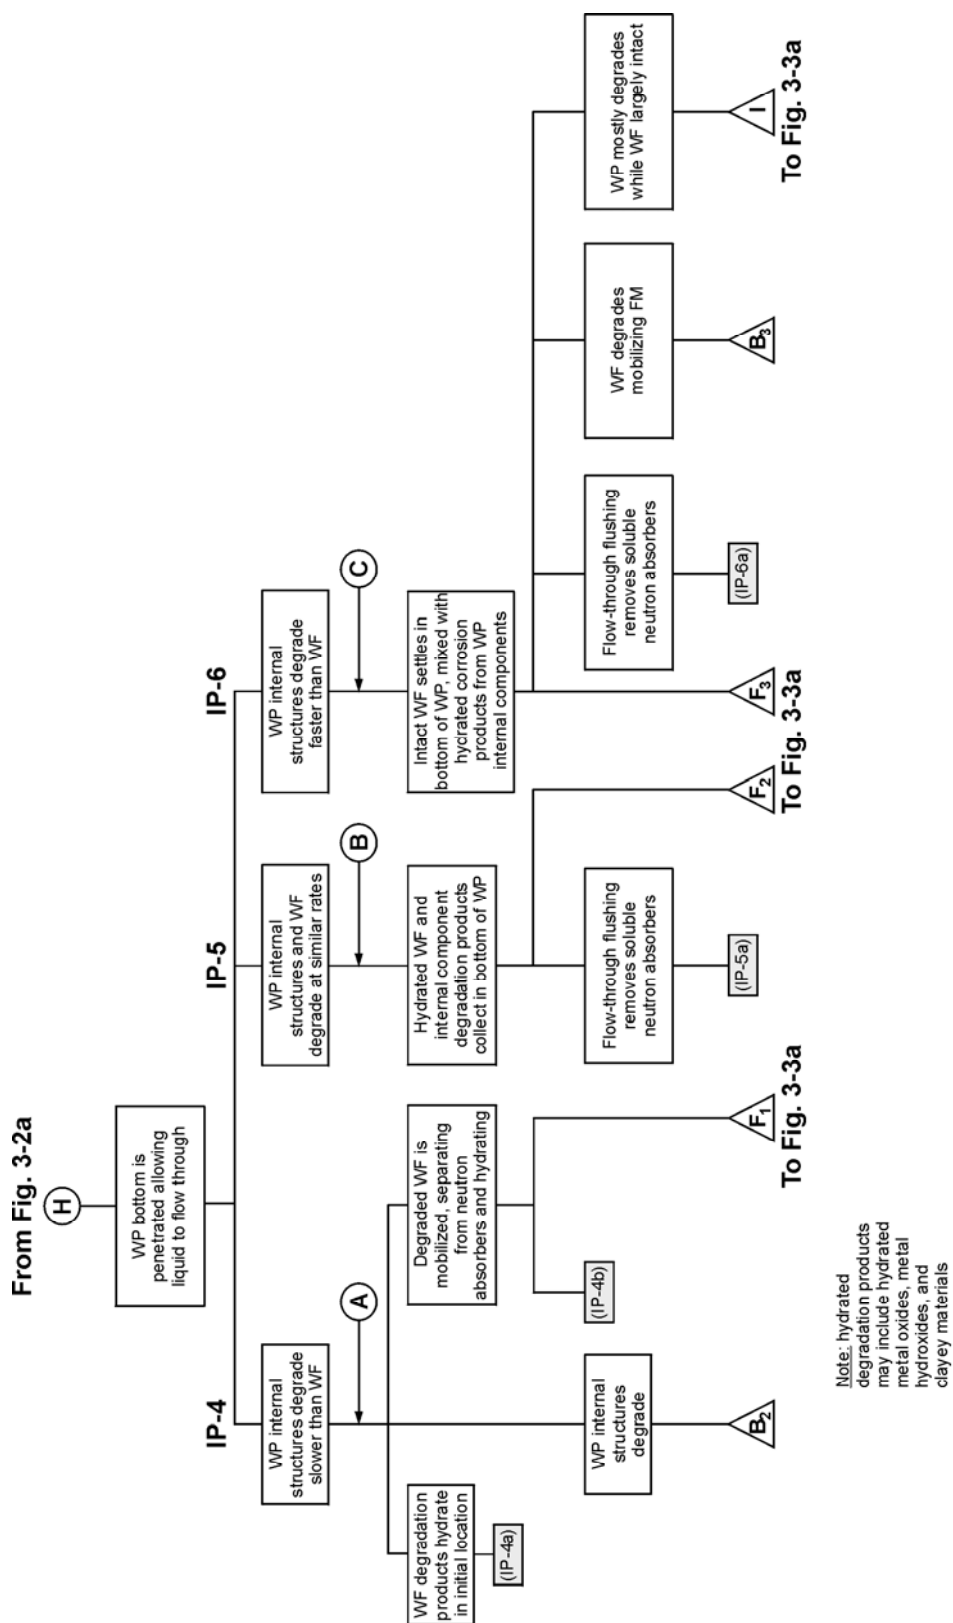 From Fig. 3-2a
H
WP bottom is
penetrated allowing
liquid to flow through
IP-4
IP-5
IP-6
WP internal
structures degrade
slower than WF
WP internal
structures and WF
degrade at similar rates
WP internal
structures degrade
faster than WF
A
B
C
WF degradation
products hydrate
in initial location
(IP-4a)
Degraded WF is
mobilized, separating
from neutron
absorbers and hydrating
Hydrated WF and
internal component
degradation products
collect in bottom of WP
Intact WF settles in
bottom of WP, mixed with
hydrated corrosion
products from WP
internal components
WP internal
structures
degrade
(IP-4b)
Flow-through flushing
removes soluble
neutron absorbers
Flow-through flushing
removes soluble
neutron absorbers
WF degrades
mobilizing FM
WP mostly degrades
while WF largely intact
B2
F1
(IP-5a)
F2
F3
(IP-6a)
B3
I
To Fig. 3-3a
To Fig. 3-3a
To Fig. 3-3a
Note: hydrated
degradation products
may include hydrated
metal oxides, metal
hydroxides, and
clayey materials